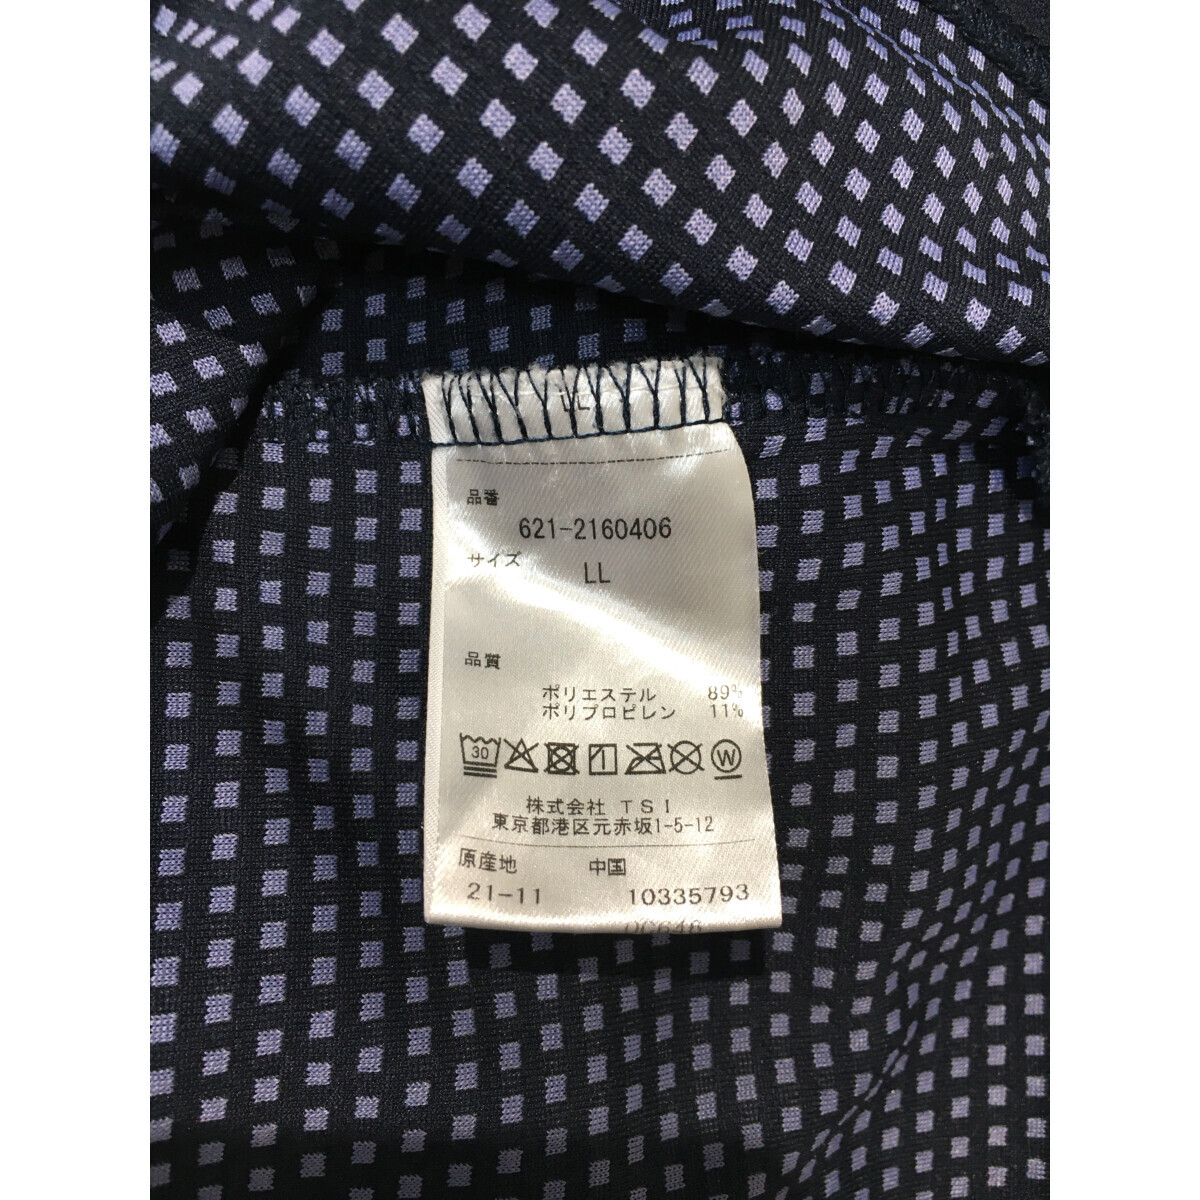 LL
品番
621-2160406
サイズ
LL
品質
ポリエステル 89%
ポリプロピレン 11%
30 W
株式会社 TSI
東京都港区元赤坂1-5-12
原産地 中国
21-11 10335793